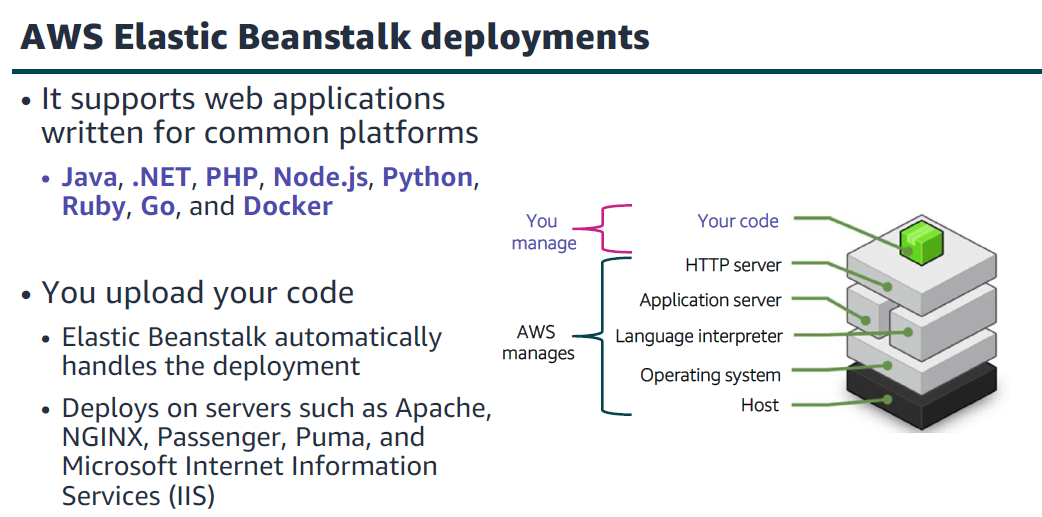 AWS Elastic Beanstalk deployments
• It supports web applications
written for common platforms
• Java, .NET, PHP, Node.js, Python,
Ruby, Go, and Docker
• You upload your code
• Elastic Beanstalk automatically
handles the deployment
• Deploys on servers such as Apache,
NGINX, Passenger, Puma, and
Microsoft Internet Information
Services (IIS)
You
manage
AWS
manages
Your code
HTTP server
Application server
Language interpreter
Operating system
Host